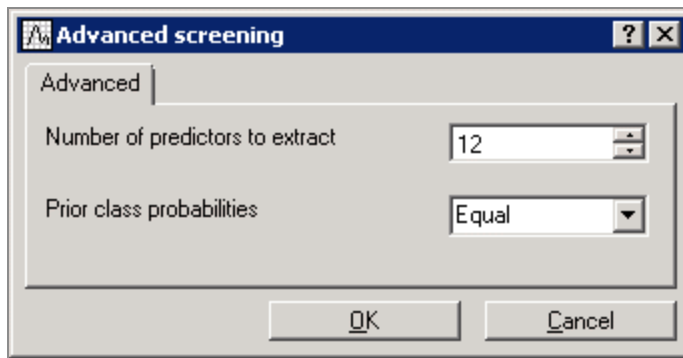 Advanced screening
Advanced
Number of predictors to extract 12
Prior class probabilities Equal
OK Cancel